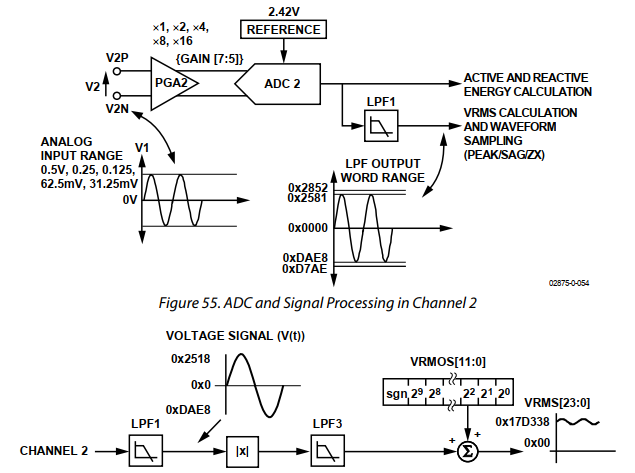 2.42V
REFERENCE
×1, ×2, ×4,
×8, ×16
{GAIN [7:5]}
V2P
V2
V2N
PGA2
ADC 2
ACTIVE AND REACTIVE
ENERGY CALCULATION
LPF1
VRMS CALCULATION
AND WAVEFORM
SAMPLING
(PEAK/SAG/ZX)
ANALOG
INPUT RANGE
0.5V, 0.25, 0.125,
62.5mV, 31.25mV
V1
0V
LPF OUTPUT
WORD RANGE
0x2852
0x2581
0x0000
0xDAE8
0xD7AE
02875-0-054
Figure 55. ADC and Signal Processing in Channel 2
VOLTAGE SIGNAL (V(t))
0x2518
0x0
0xDAE8
VRMOS[11:0]
sgn 2⁹ 2⁸ 2² 2¹ 2⁰
VRMS[23:0]
0x17D338
0x00
CHANNEL 2
LPF1
|x|
LPF3
+ +
Σ